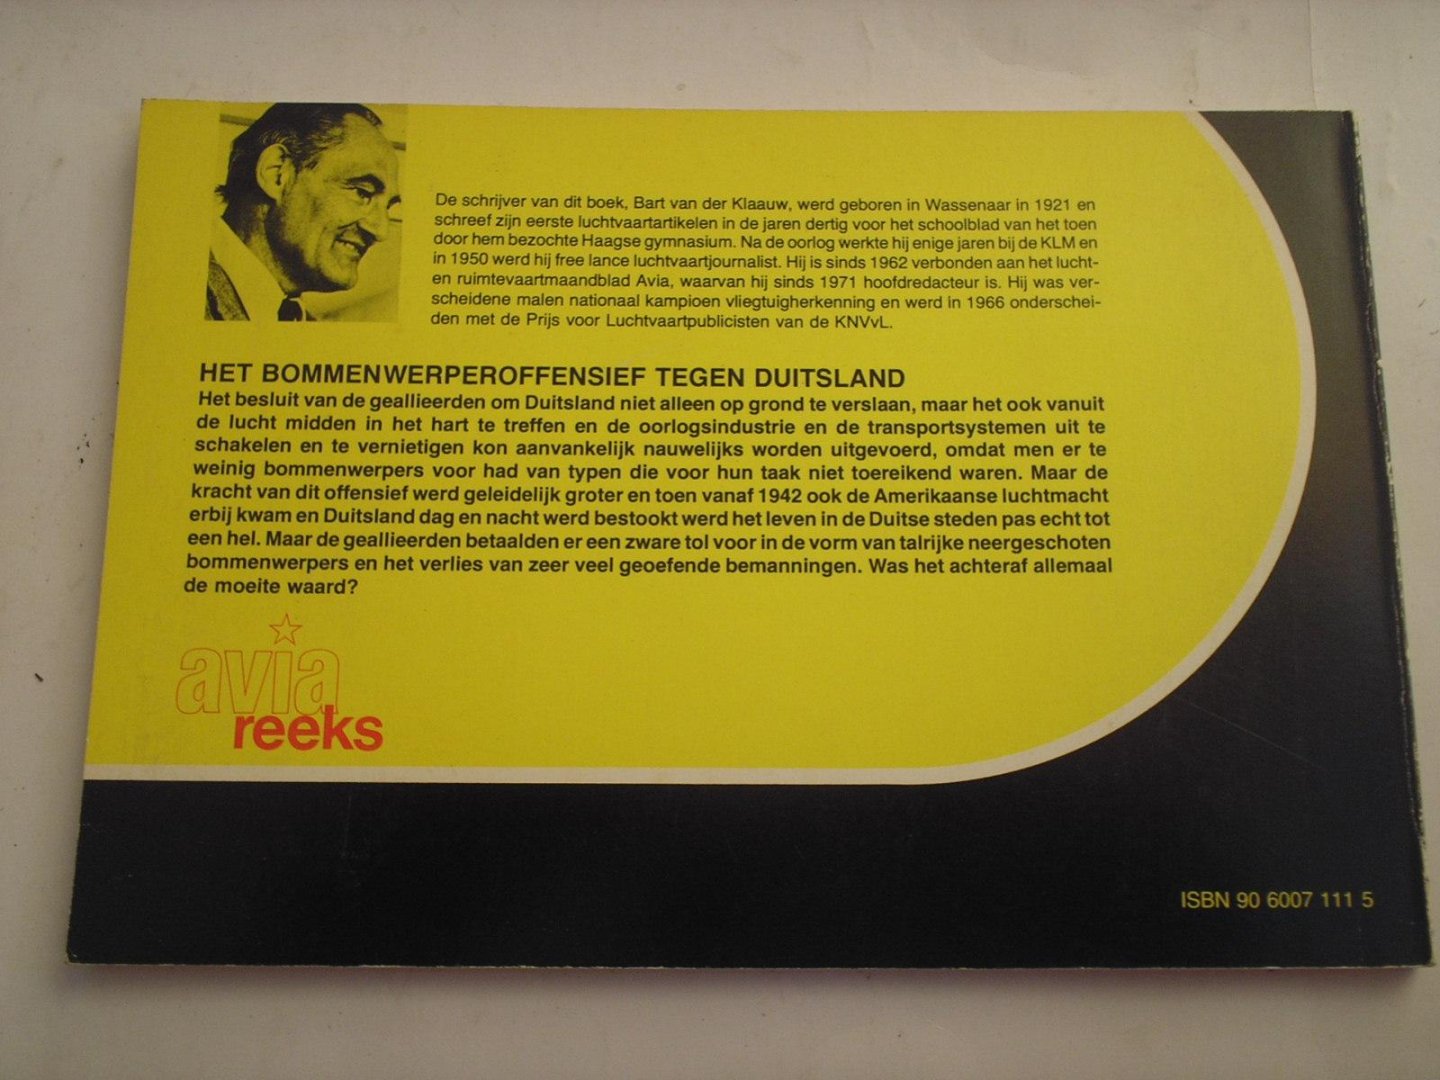 De schrijver van dit boek, Bart van der Klaauw, werd geboren in Wassenaar in 1921 en
schreef zijn eerste luchtvaartartikelen in de jaren dertig voor het schoolblad van het toen
door hem bezochte Haagse gymnasium. Na de oorlog werkte hij enige jaren bij de KLM en
in 1950 werd hij free lance luchtvaartjournalist. Hij is sinds 1962 verbonden aan het lucht-
en ruimtevaartmaandblad Avia, waarvan hij sinds 1971 hoofdredacteur is. Hij was ver-
scheidene malen nationaal kampioen vliegtuigherkenning en werd in 1966 onderschei-
den met de Prijs voor Luchtvaartpublicisten van de KNVvL.
HET BOMMENWERPEROFFENSIEF TEGEN DUITSLAND
Het besluit van de geallieerden om Duitsland niet alleen op grond te verslaan, maar het ook vanuit
de lucht midden in het hart te treffen en de oorlogsindustrie en de transportsystemen uit te
schakelen en te vernietigen kon aanvankelijk nauwelijks worden uitgevoerd, omdat men er te
weinig bommenwerpers voor had van typen die voor hun taak niet toereikend waren. Maar de
kracht van dit offensief werd geleidelijk groter en toen vanaf 1942 ook de Amerikaanse luchtmacht
erbij kwam en Duitsland dag en nacht werd bestookt werd het leven in de Duitse steden pas echt tot
een hel. Maar de geallieerden betaalden er een zware tol voor in de vorm van talrijke neergeschoten
bommenwerpers en het verlies van zeer veel geoefende bemanningen. Was het achteraf allemaal
de moeite waard?
avia
reeks
ISBN 90 6007 111 5